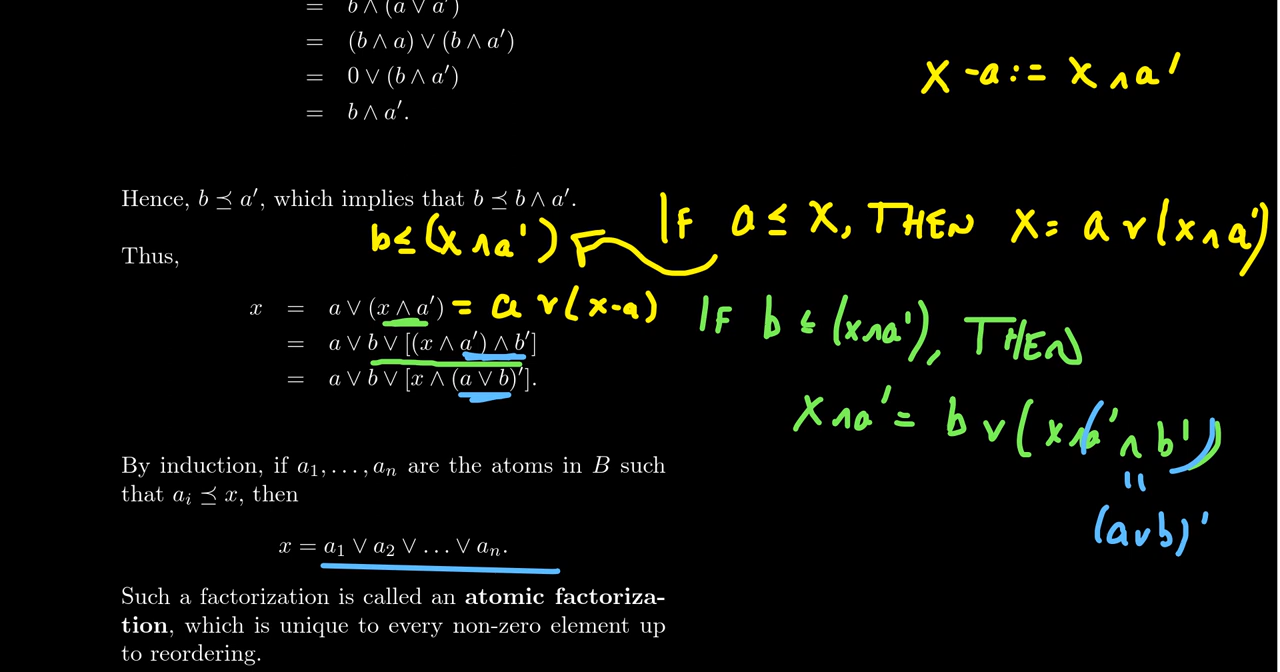 = b ∧ (a ∨ a′)
= (b ∧ a) ∨ (b ∧ a′)
= 0 ∨ (b ∧ a′)
= b ∧ a′.
x - a := x ∧ a′
Hence, b ⪯ a′, which implies that b ⪯ b ∧ a′.
IF a ≤ x, THEN x = a ∨ (x ∧ a′)
b ≤ (x ∧ a′)
Thus,
x = a ∨ (x ∧ a′) = a ∨ (x - a)
= a ∨ b ∨ [(x ∧ a′) ∧ b′]
= a ∨ b ∨ [x ∧ (a ∨ b)′].
IF b ≤ (x ∧ a′), THEN
x ∧ a′ = b ∨ (x ∧ (a′ ∧ b′))
=
(a ∨ b)′
By induction, if a₁, . . . , aₙ are the atoms in B such
that aᵢ ⪯ x, then
x = a₁ ∨ a₂ ∨ . . . ∨ aₙ.
Such a factorization is called an atomic factoriza-
tion, which is unique to every non-zero element up
to reordering.